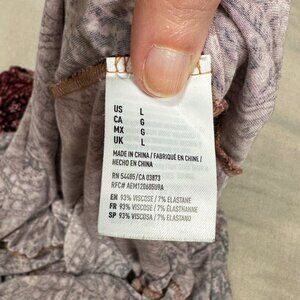 US L
CA G
MX G
UK L
MADE IN CHINA / FABRIQUÉ EN CHINE /
HECHO EN CHINA
RN 54485/CA 03873
RFC# AEM120605U9A
EN 93% VISCOSE / 7% ELASTANE
FR 93% VISCOSE / 7% ÉLASTHANNE
SP 93% VISCOSA / 7% ELASTANO